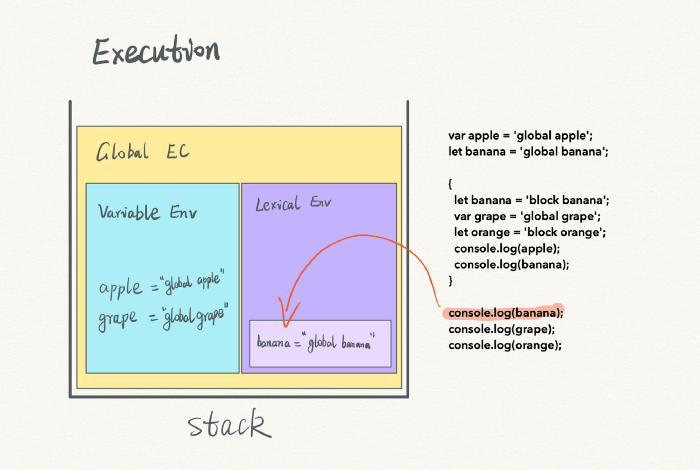 Execution
Global EC
Variable Env
apple = "global apple"
grape = "global grape"
Lexical Env
banana = "global banana"
stack
var apple = 'global apple';
let banana = 'global banana';
{
let banana = 'block banana';
var grape = 'global grape';
let orange = 'block orange';
console.log(apple);
console.log(banana);
}
console.log(banana);
console.log(grape);
console.log(orange);